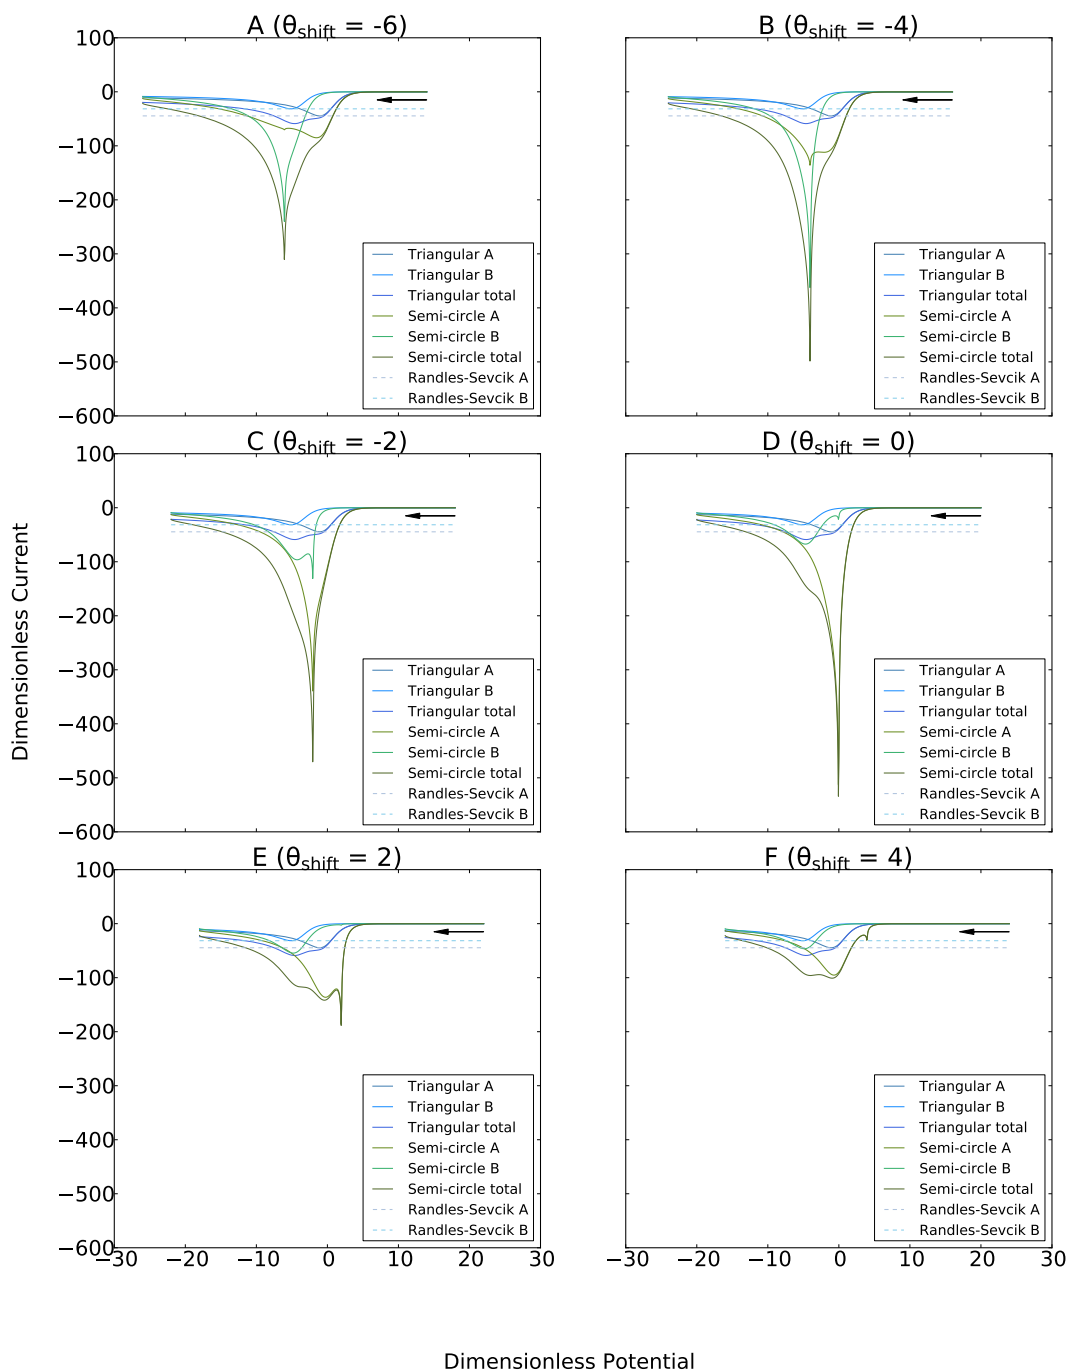 A (θshift = -6)
B (θshift = -4)
100
0
−100
−200
−300
−400
−500
−600
Triangular A
Triangular B
Triangular total
Semi-circle A
Semi-circle B
Semi-circle total
Randles-Sevcik A
Randles-Sevcik B
Triangular A
Triangular B
Triangular total
Semi-circle A
Semi-circle B
Semi-circle total
Randles-Sevcik A
Randles-Sevcik B
C (θshift = -2)
D (θshift = 0)
100
0
−100
−200
−300
−400
−500
−600
Triangular A
Triangular B
Triangular total
Semi-circle A
Semi-circle B
Semi-circle total
Randles-Sevcik A
Randles-Sevcik B
Triangular A
Triangular B
Triangular total
Semi-circle A
Semi-circle B
Semi-circle total
Randles-Sevcik A
Randles-Sevcik B
Dimensionless Current
E (θshift = 2)
F (θshift = 4)
100
0
−100
−200
−300
−400
−500
−600
Triangular A
Triangular B
Triangular total
Semi-circle A
Semi-circle B
Semi-circle total
Randles-Sevcik A
Randles-Sevcik B
Triangular A
Triangular B
Triangular total
Semi-circle A
Semi-circle B
Semi-circle total
Randles-Sevcik A
Randles-Sevcik B
−30 −20 −10 0 10 20 30
−30 −20 −10 0 10 20 30
Dimensionless Potential